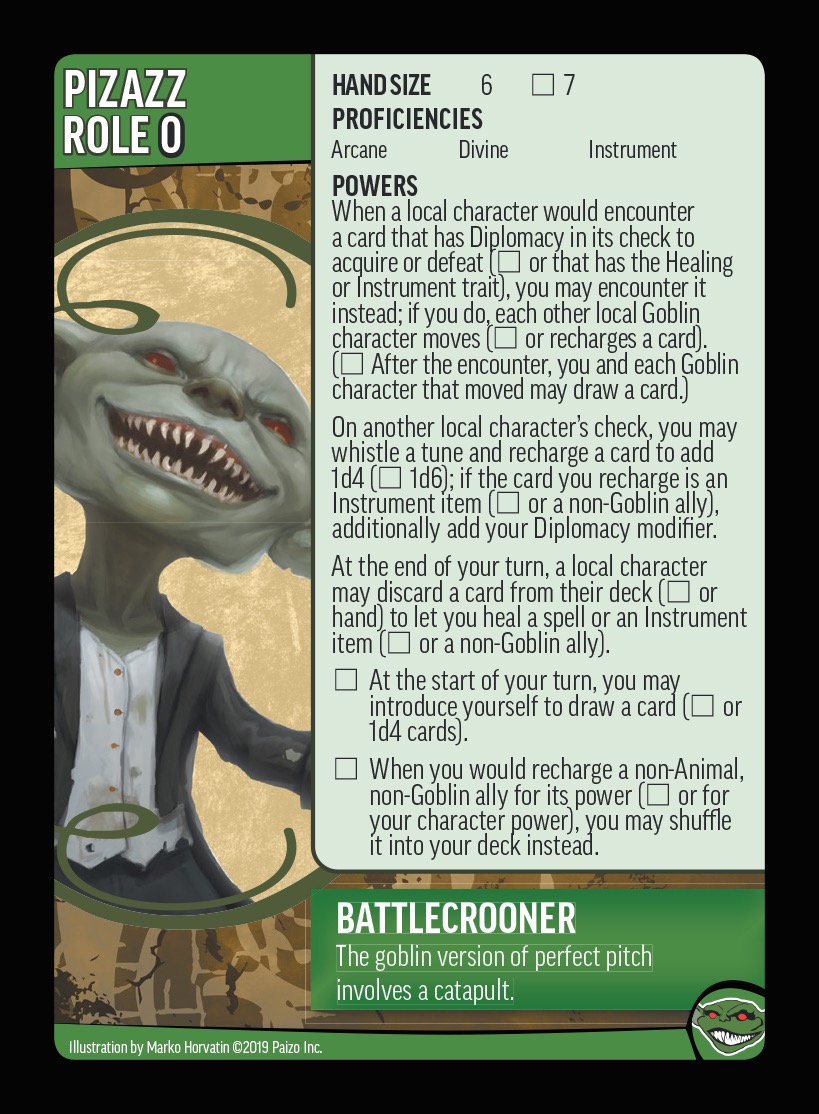 PIZAZZ
ROLE 0
HAND SIZE 6 □ 7
PROFICIENCIES
Arcane Divine Instrument
POWERS
When a local character would encounter
a card that has Diplomacy in its check to
acquire or defeat (□ or that has the Healing
or Instrument trait), you may encounter it
instead; if you do, each other local Goblin
character moves (□ or recharges a card).
(□ After the encounter, you and each Goblin
character that moved may draw a card.)
On another local character’s check, you may
whistle a tune and recharge a card to add
1d4 (□ 1d6); if the card you recharge is an
Instrument item (□ or a non-Goblin ally),
additionally add your Diplomacy modifier.
At the end of your turn, a local character
may discard a card from their deck (□ or
hand) to let you heal a spell or an Instrument
item (□ or a non-Goblin ally).
□ At the start of your turn, you may
introduce yourself to draw a card (□ or
1d4 cards).
□ When you would recharge a non-Animal,
non-Goblin ally for its power (□ or for
your character power), you may shuffle
it into your deck instead.
BATTLECROONER
The goblin version of perfect pitch
involves a catapult.
Illustration by Marko Horvatin ©2019 Paizo Inc.